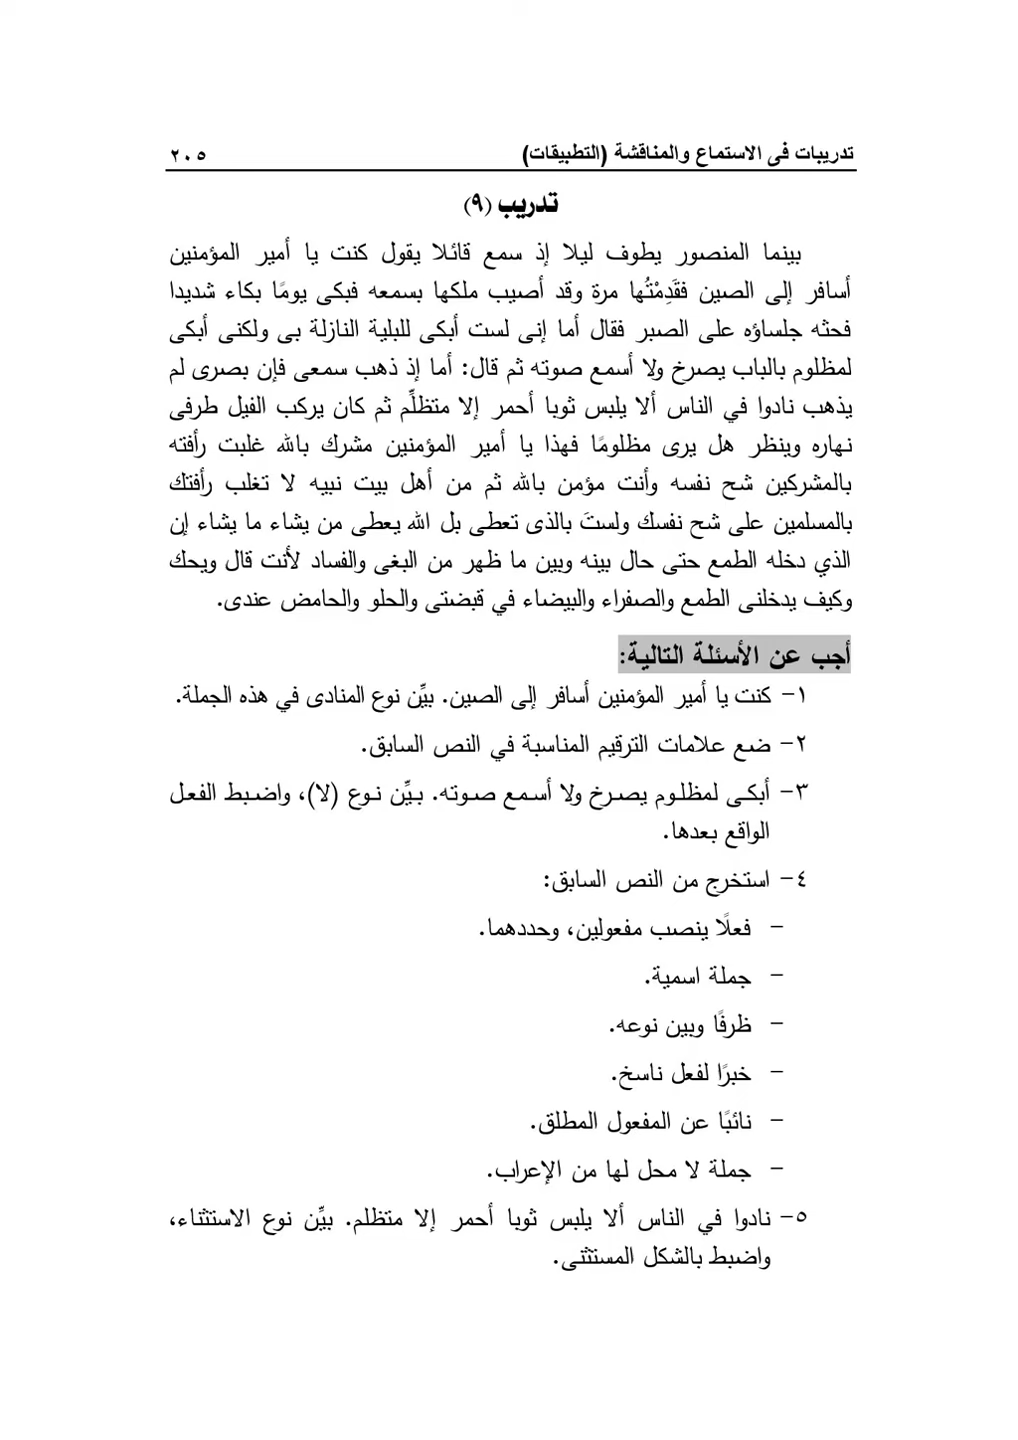 تدريبات فى الاستماع والمناقشة (التطبيقات) ٢٠٥
تدريب (٩)
بينما المنصور يطوف ليلا إذ سمع قائلا يقول كنت يا أمير المؤمنين
أسافر إلى الصين فقَدِمْتُها مرة وقد أصيب ملكها بسمعه فبكى يومًا بكاء شديدا
فحثه جلساؤه على الصبر فقال أما إنى لست أبكى للبلية النازلة بى ولكنى أبكى
لمظلوم بالباب يصرخ ولا أسمع صوته ثم قال: أما إذ ذهب سمعى فإن بصرى لم
يذهب نادوا في الناس ألا يلبس ثوبا أحمر إلا متظلِّم ثم كان يركب الفيل طرفى
نهاره وينظر هل يرى مظلومًا فهذا يا أمير المؤمنين مشرك بالله غلبت رأفته
بالمشركين شح نفسه وأنت مؤمن بالله ثم من أهل بيت نبيه لا تغلب رأفتك
بالمسلمين على شح نفسك ولستَ بالذى تعطى بل الله يعطى من يشاء ما يشاء إن
الذي دخله الطمع حتى حال بينه وبين ما ظهر من البغى والفساد لأنت قال ويحك
وكيف يدخلنى الطمع والصفراء والبيضاء في قبضتى والحلو والحامض عندى.
أجب عن الأسئلة التالية:
١- كنت يا أمير المؤمنين أسافر إلى الصين. بيِّن نوع المنادى في هذه الجملة.
٢- ضع علامات الترقيم المناسبة في النص السابق.
٣- أبكى لمظلوم يصرخ ولا أسمع صوته. بيِّن نوع (لا)، واضبط الفعل
الواقع بعدها.
٤- استخرج من النص السابق:
- فعلًا ينصب مفعولين، وحددهما.
- جملة اسمية.
- ظرفًا وبين نوعه.
- خبرًا لفعل ناسخ.
- نائبًا عن المفعول المطلق.
- جملة لا محل لها من الإعراب.
٥- نادوا في الناس ألا يلبس ثوبا أحمر إلا متظلم. بيِّن نوع الاستثناء،
واضبط بالشكل المستثنى.